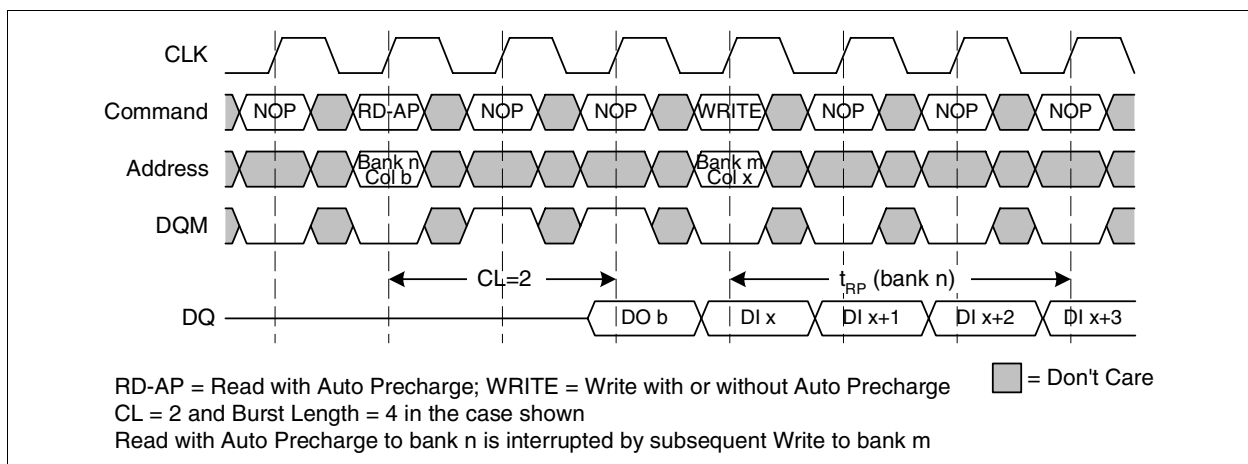 CLK
Command NOP RD-AP NOP NOP WRITE NOP NOP NOP
Address Bank n Col b Bank m Col x
DQM
CL=2 tRP (bank n)
DQ DO b DI x DI x+1 DI x+2 DI x+3
RD-AP = Read with Auto Precharge; WRITE = Write with or without Auto Precharge
= Don't Care
CL = 2 and Burst Length = 4 in the case shown
Read with Auto Precharge to bank n is interrupted by subsequent Write to bank m